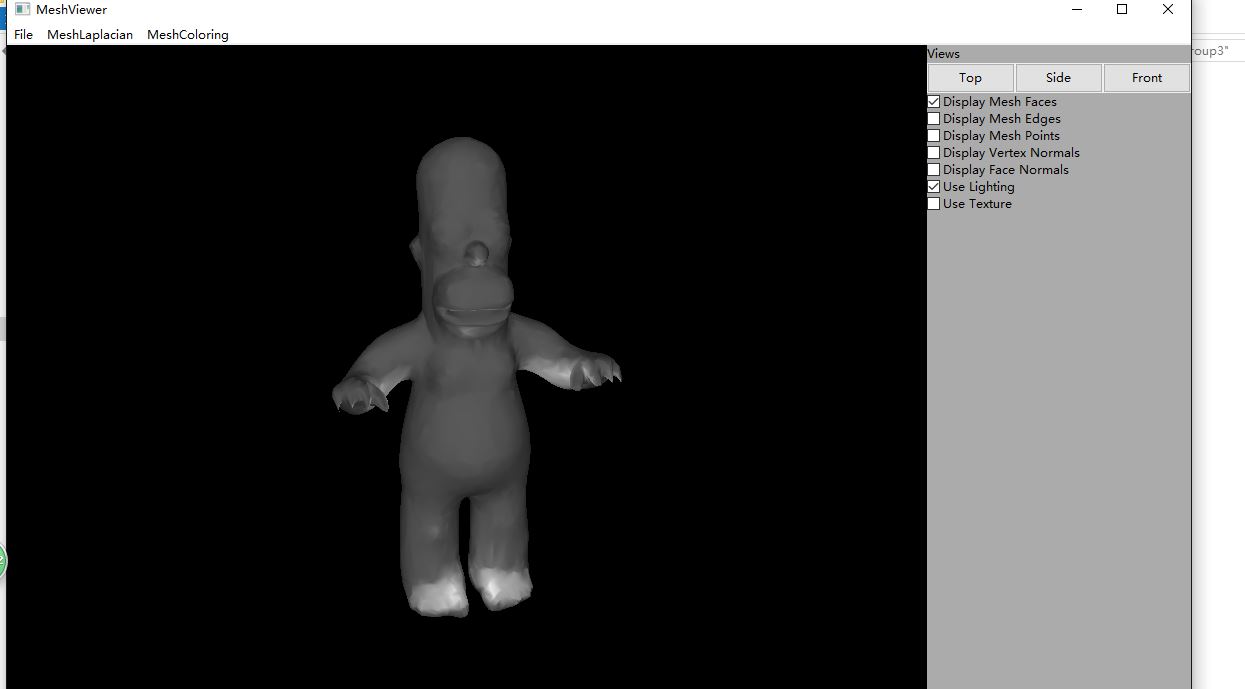 MeshViewer
File MeshLaplacian MeshColoring
roup3"
Views
Top Side Front
Display Mesh Faces
Display Mesh Edges
Display Mesh Points
Display Vertex Normals
Display Face Normals
Use Lighting
Use Texture